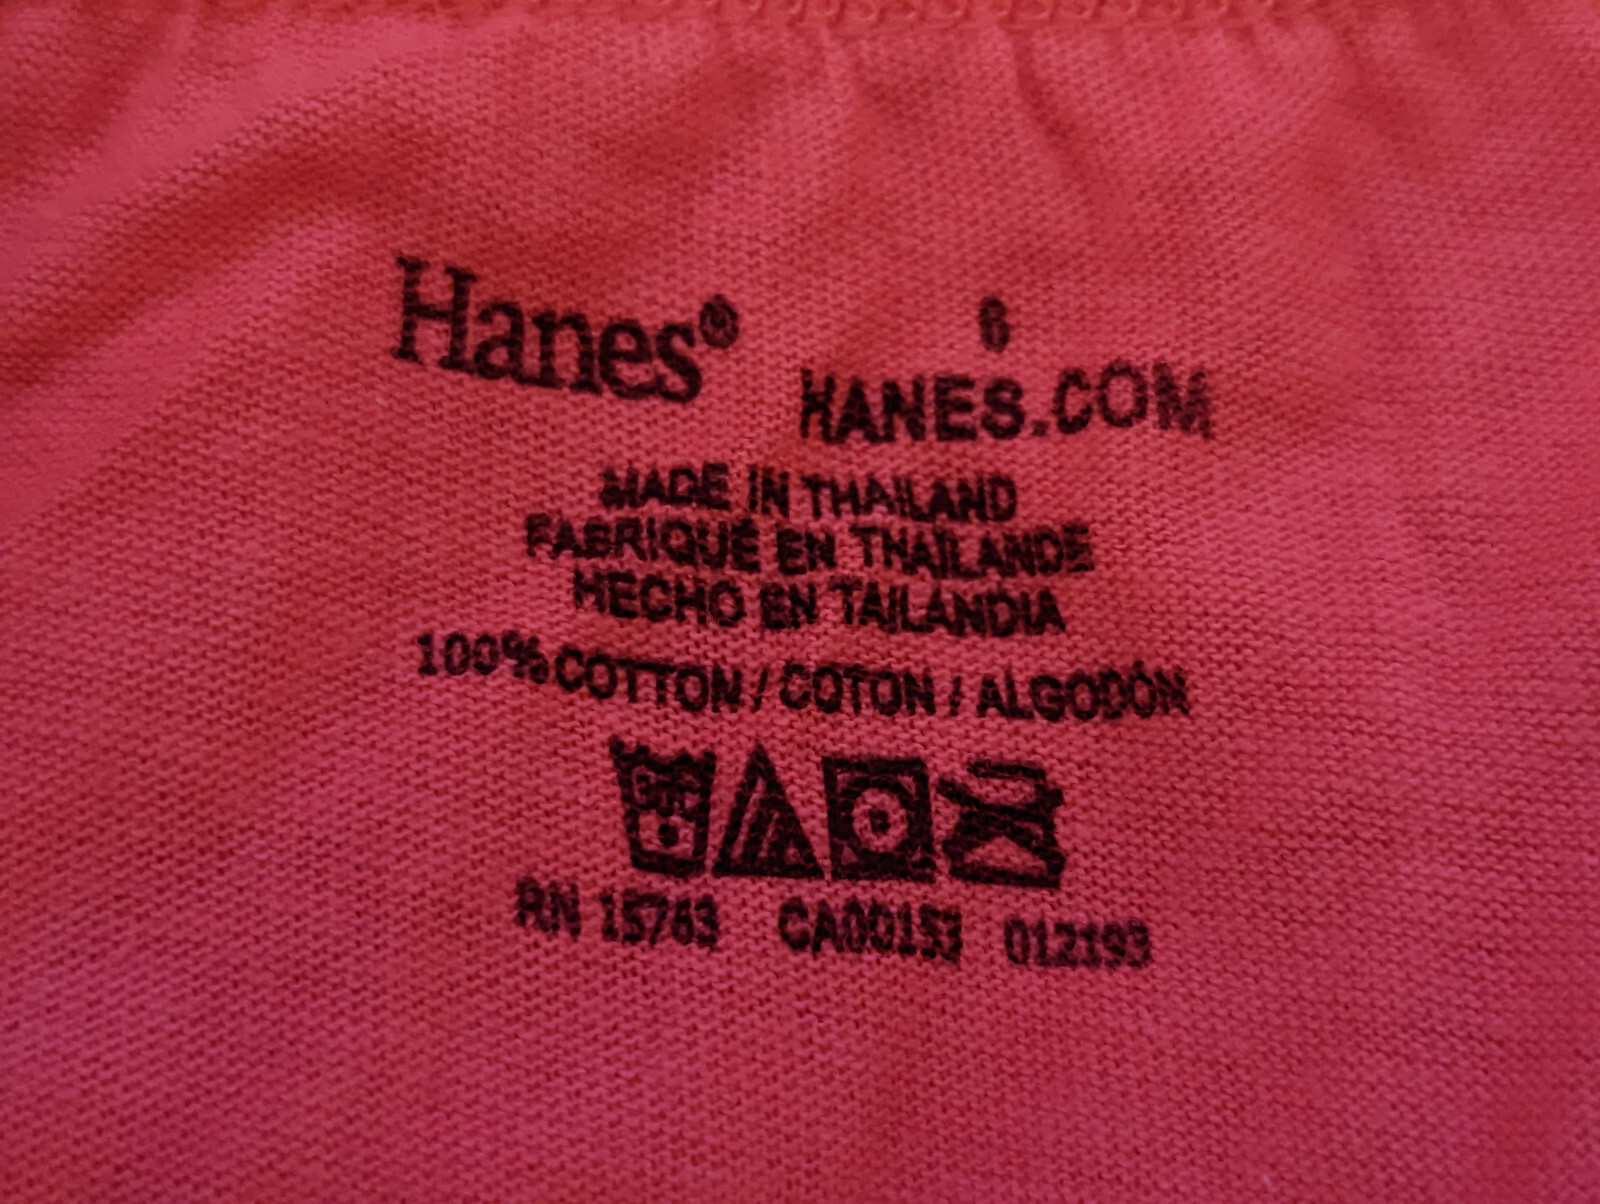 Hanes® 6
HANES.COM
MADE IN THAILAND
FABRIQUÉ EN THAÏLANDE
HECHO EN TAILANDIA
100% COTTON / COTON / ALGODÓN
RN 15763 CA00153 012193